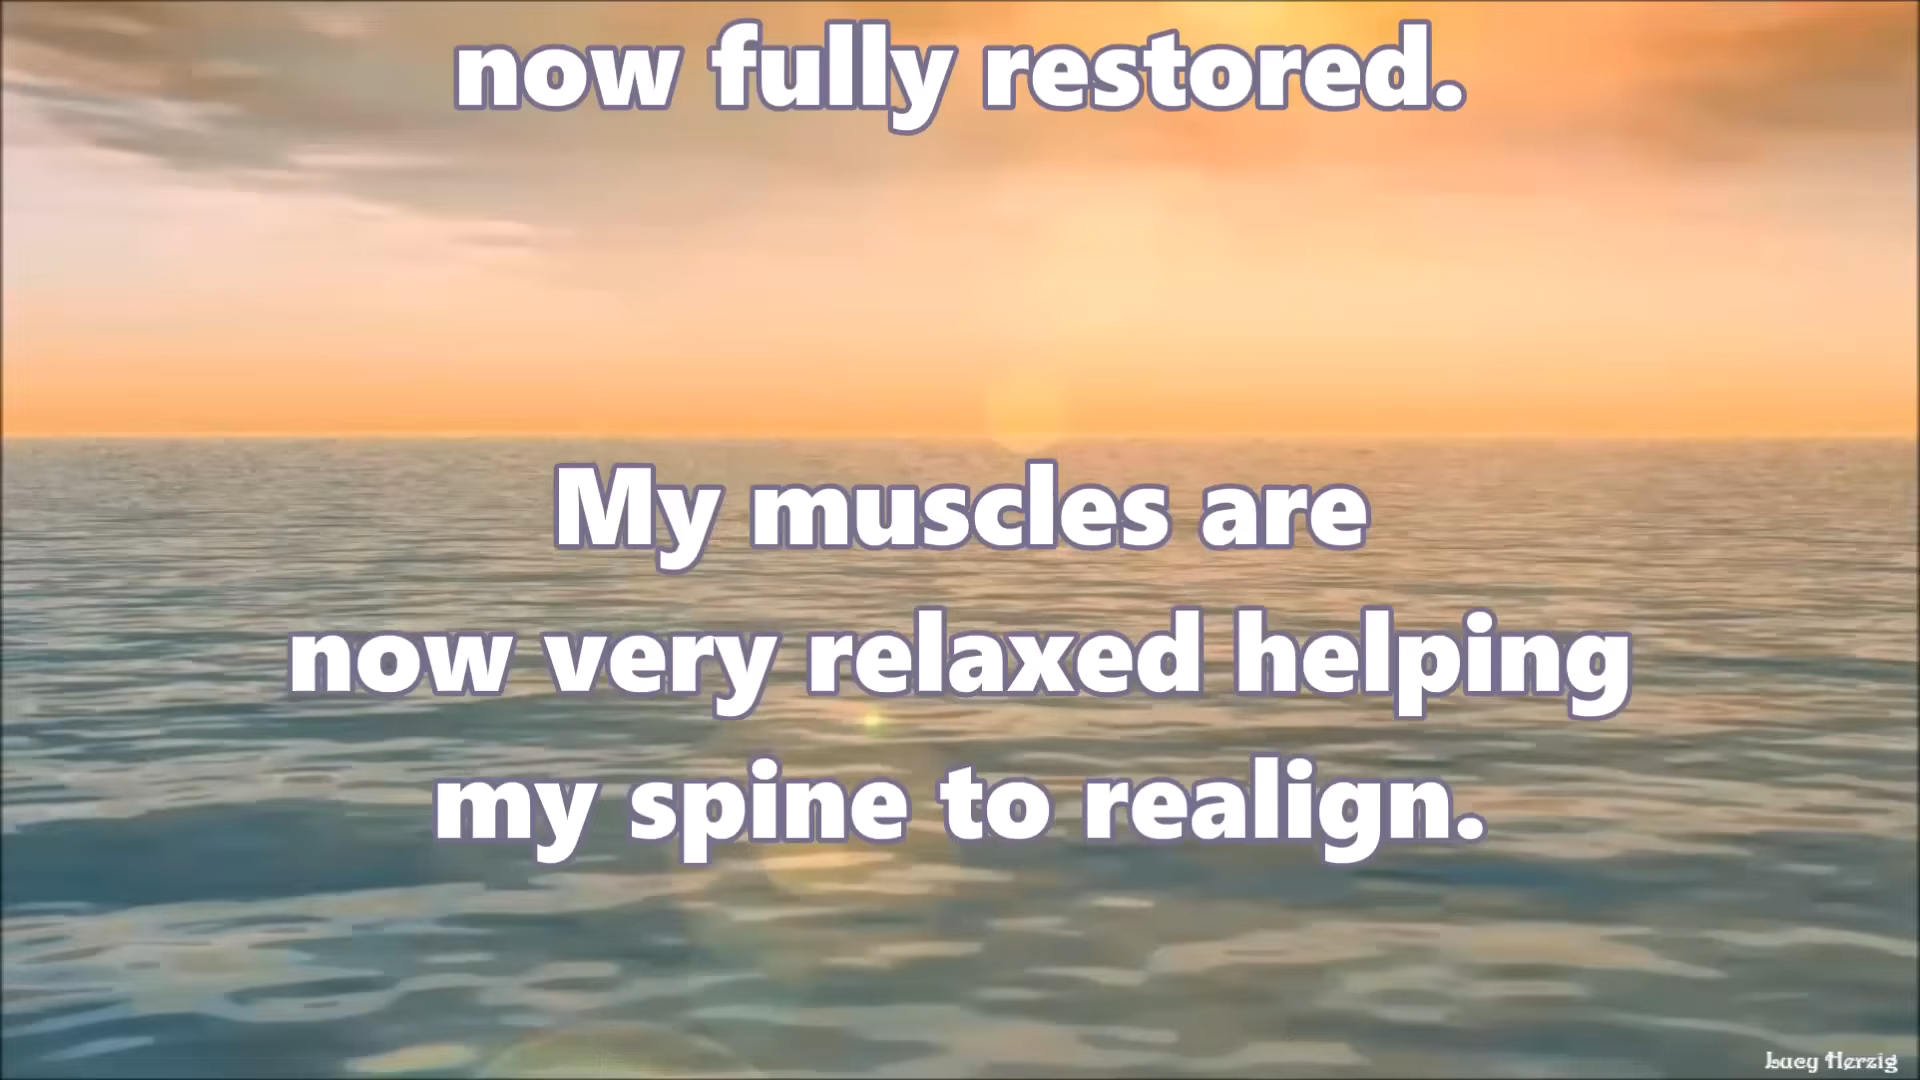 now fully restored.
My muscles are
now very relaxed helping
my spine to realign.
Lucy Herzig